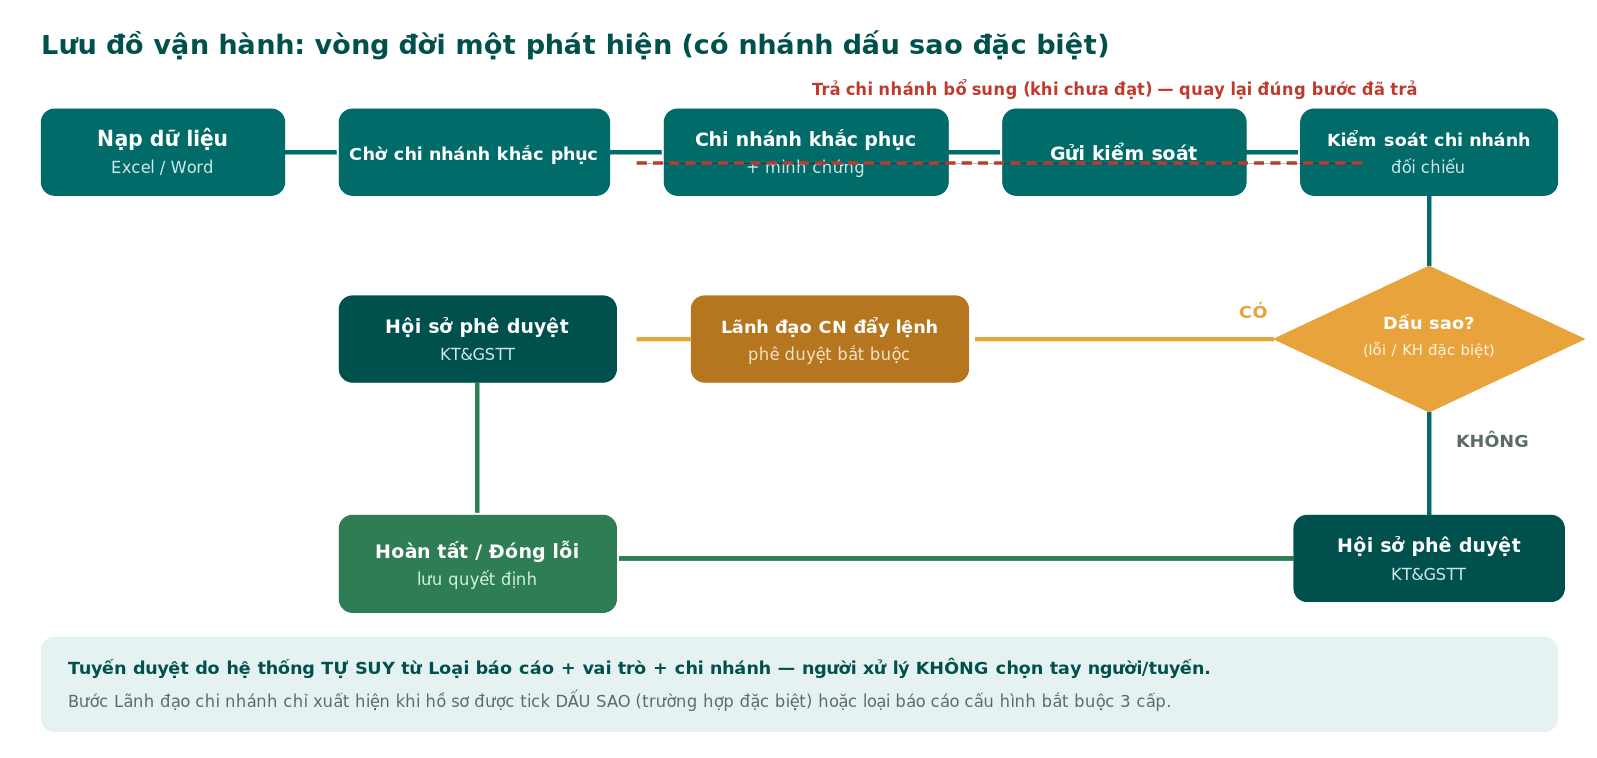 Lưu đồ vận hành: vòng đời một phát hiện (có nhánh dấu sao đặc biệt)
Trả chi nhánh bổ sung (khi chưa đạt) — quay lại đúng bước đã trả
Nạp dữ liệu
Excel / Word
Chờ chi nhánh khắc phục
Chi nhánh khắc phục
+ minh chứng
Gửi kiểm soát
Kiểm soát chi nhánh
đối chiếu
Hội sở phê duyệt
KT&GSTT
Lãnh đạo CN đẩy lệnh
phê duyệt bắt buộc
CÓ
Dấu sao?
(lỗi / KH đặc biệt)
KHÔNG
Hoàn tất / Đóng lỗi
lưu quyết định
Hội sở phê duyệt
KT&GSTT
Tuyến duyệt do hệ thống TỰ SUY từ Loại báo cáo + vai trò + chi nhánh — người xử lý KHÔNG chọn tay người/tuyến.
Bước Lãnh đạo chi nhánh chỉ xuất hiện khi hồ sơ được tick DẤU SAO (trường hợp đặc biệt) hoặc loại báo cáo cấu hình bắt buộc 3 cấp.